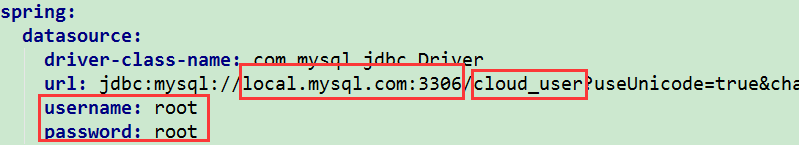 spring:
datasource:
driver-class-name: com.mysql.jdbc.Driver
url: jdbc:mysql://local.mysql.com:3306/cloud_user?useUnicode=true&cha
username: root
password: root